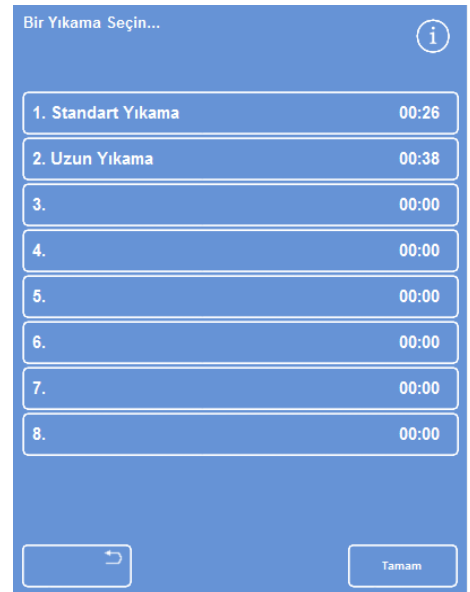 Bir Yıkama Seçin...
i
1. Standart Yıkama 00:26
2. Uzun Yıkama 00:38
3. 00:00
4. 00:00
5. 00:00
6. 00:00
7. 00:00
8. 00:00
Tamam